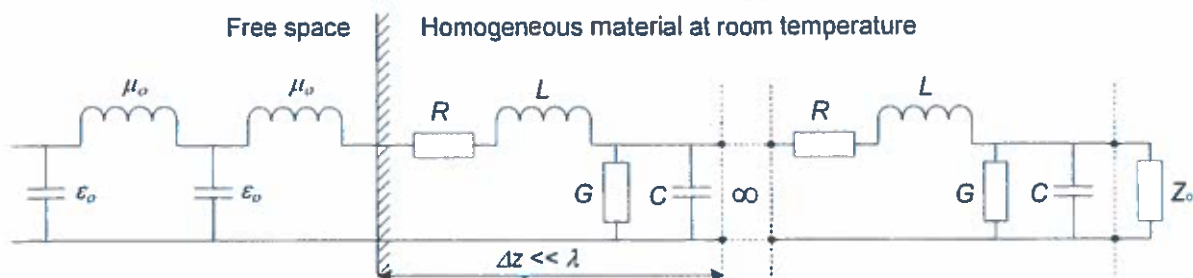 Free space
Homogeneous material at room temperature
μo
μo
R
L
R
L
εo
εo
G
C
∞
G
C
Zo
Δz << λ